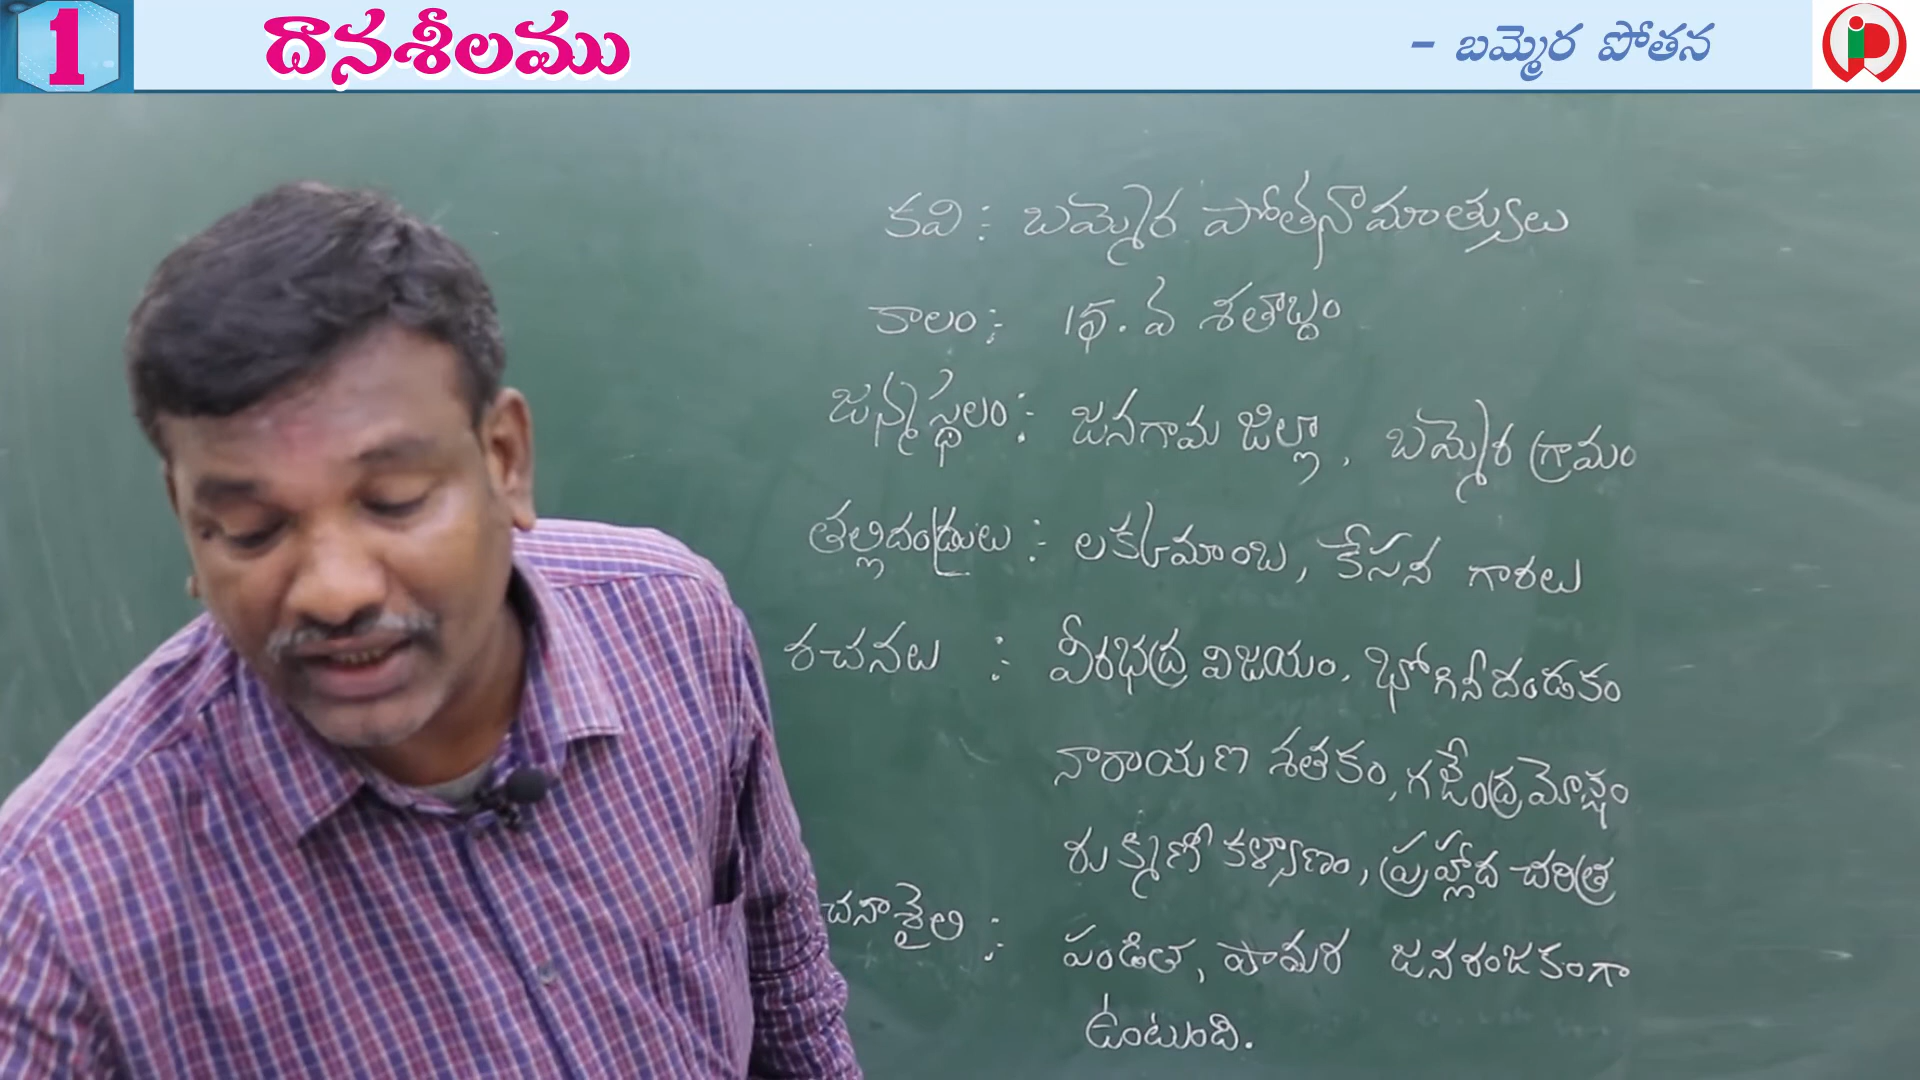 1 దానశీలము - బమ్మెర పోతన
కవి : బమ్మెర పోతనామాత్యులు
కాలం :- 15.వ శతాబ్దం
జన్మస్థలం :- జనగామ జిల్లా, బమ్మెర గ్రామం
తల్లిదండ్రులు :- లక్కమాంబ, కేసన గారలు
రచనలు :- వీరభద్ర విజయం, భోగినీదండకం
నారాయణ శతకం, గజేంద్రమోక్షం
రుక్మిణీ కళ్యాణం, ప్రహ్లాద చరిత్ర
చనాశైలి :- పండిత, పామర జనరంజకంగా
ఉంటుంది.